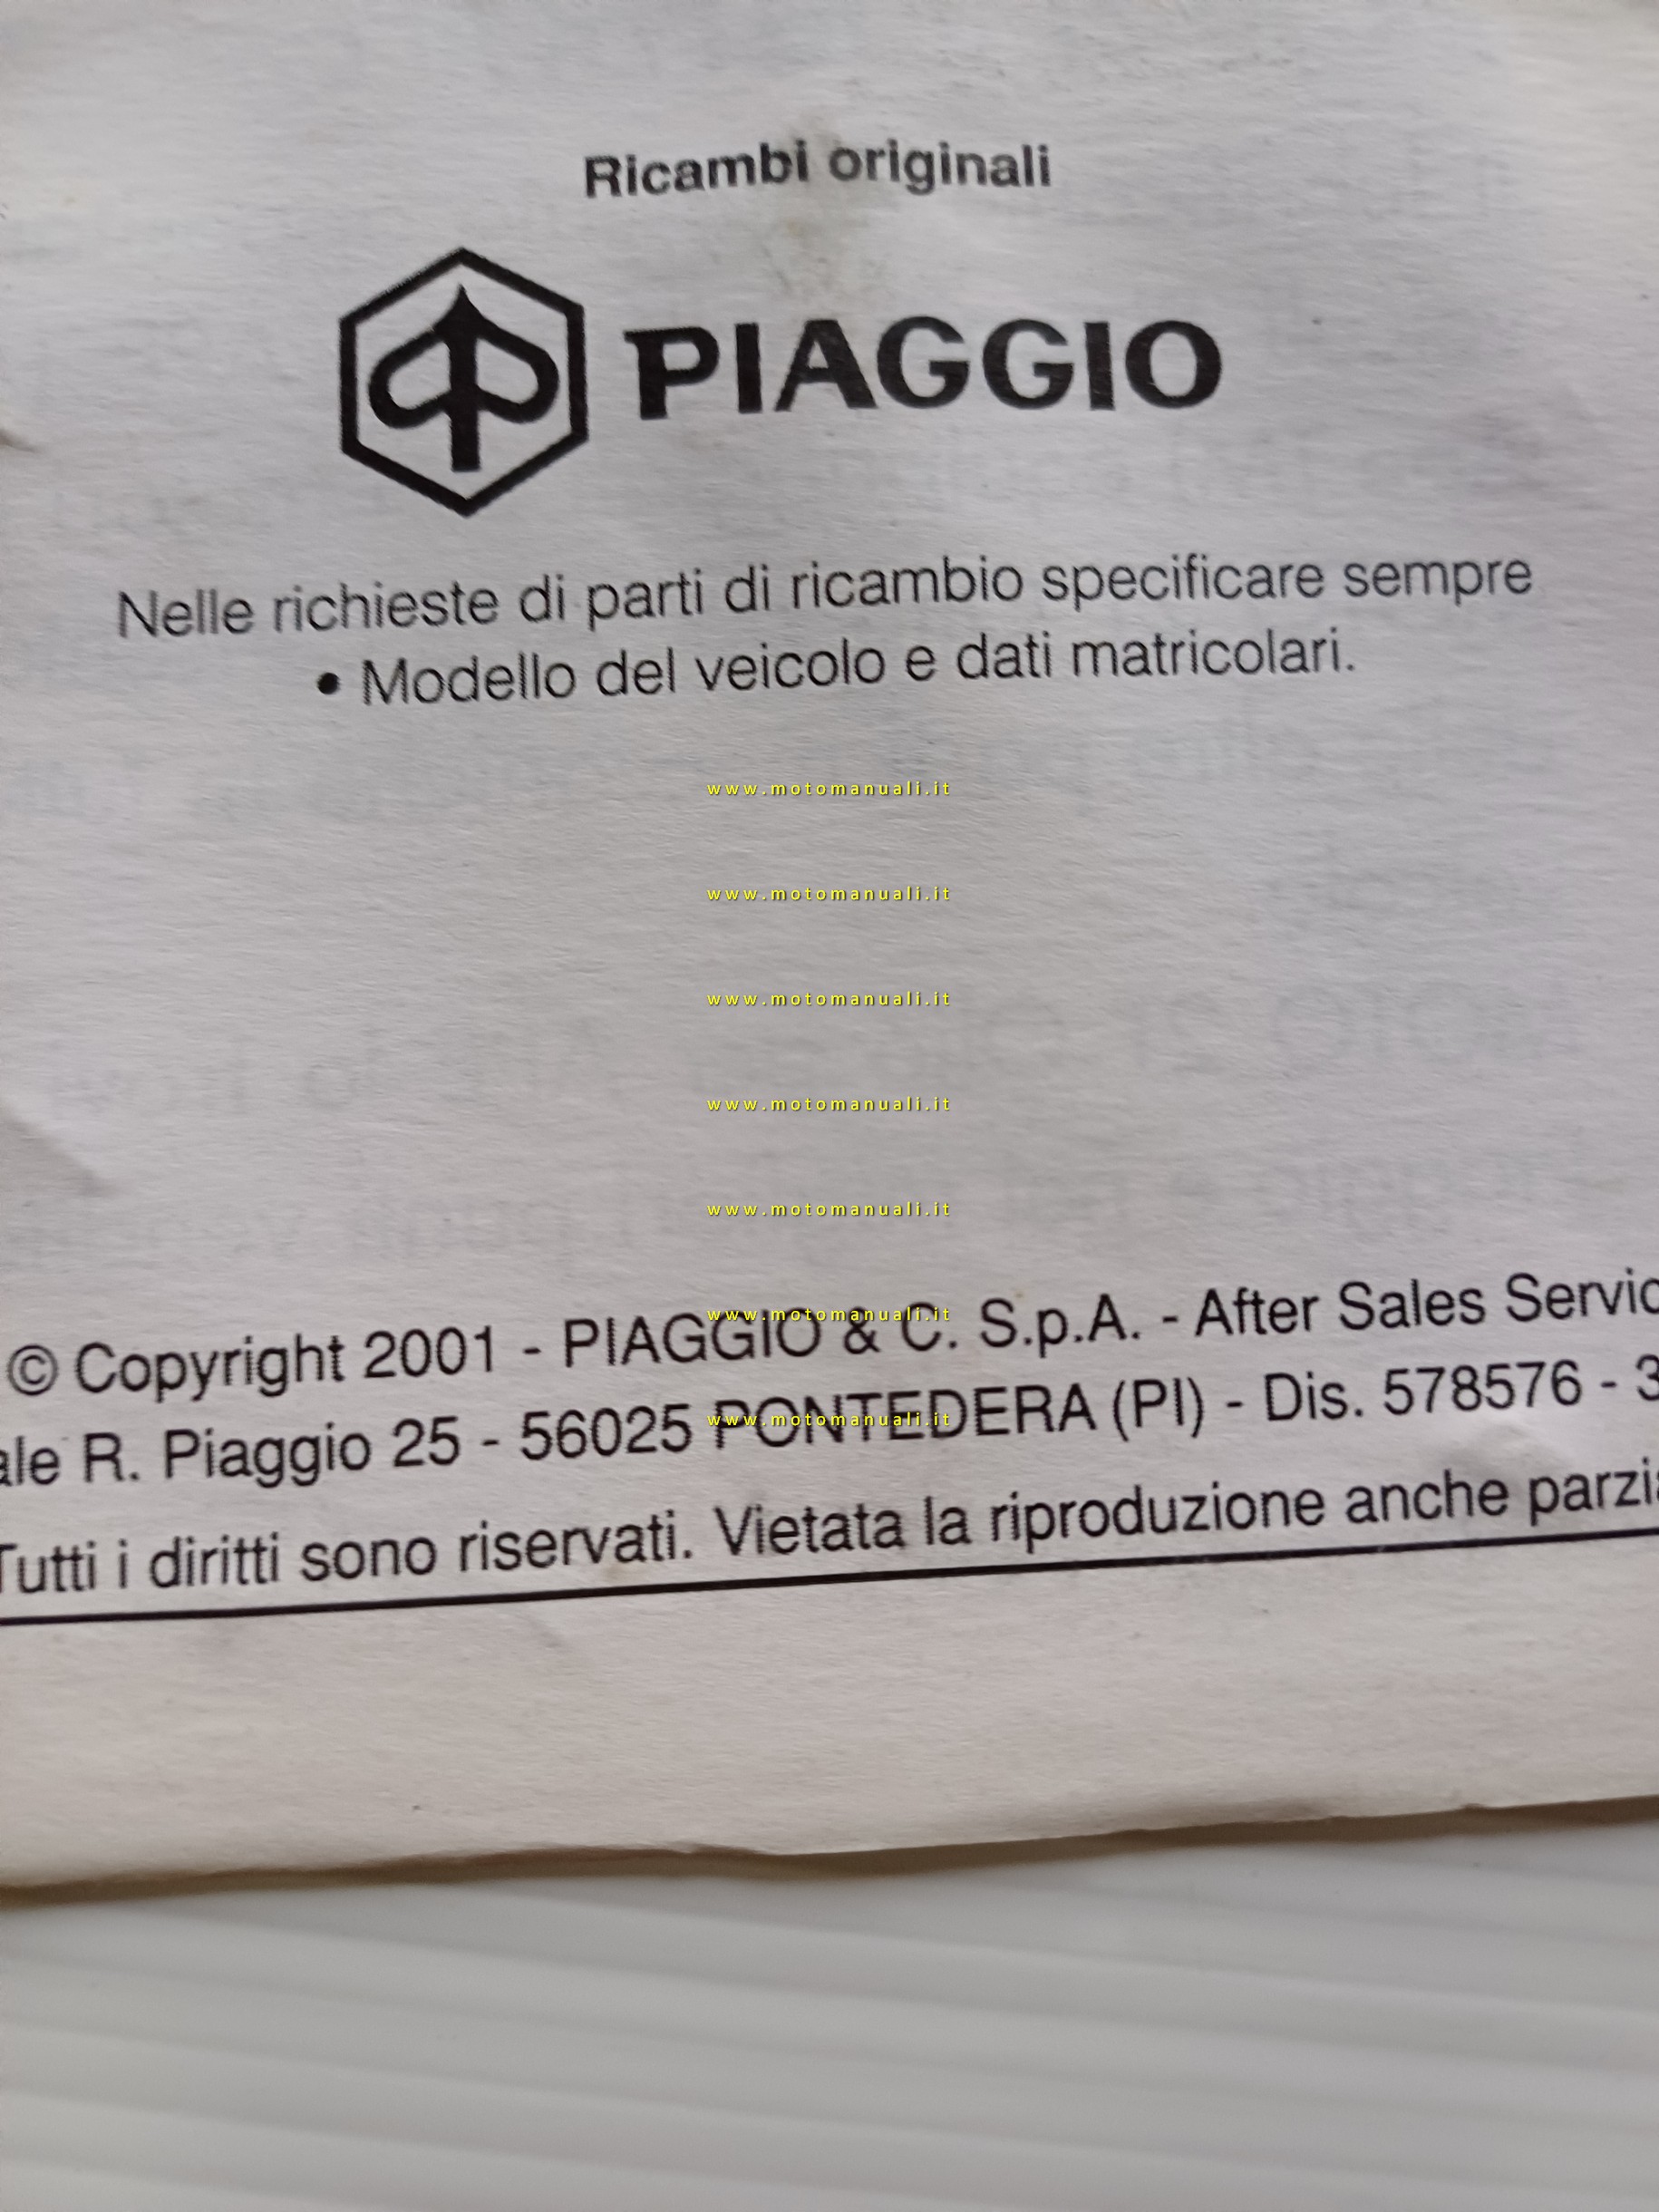 Ricambi originali
PIAGGIO
Nelle richieste di parti di ricambio specificare sempre
• Modello del veicolo e dati matricolari.
www.motomanuali.it
www.motomanuali.it
www.motomanuali.it
www.motomanuali.it
www.motomanuali.it
www.motomanuali.it
© Copyright 2001 - PIAGGIO & C. S.p.A. - After Sales
www.motomanuali.it
R. Piaggio 25 - 56025 PONTEDERA (PI) - Dis. 578576 - 3
Tutti i diritti sono riservati. Vietata la riproduzione anche